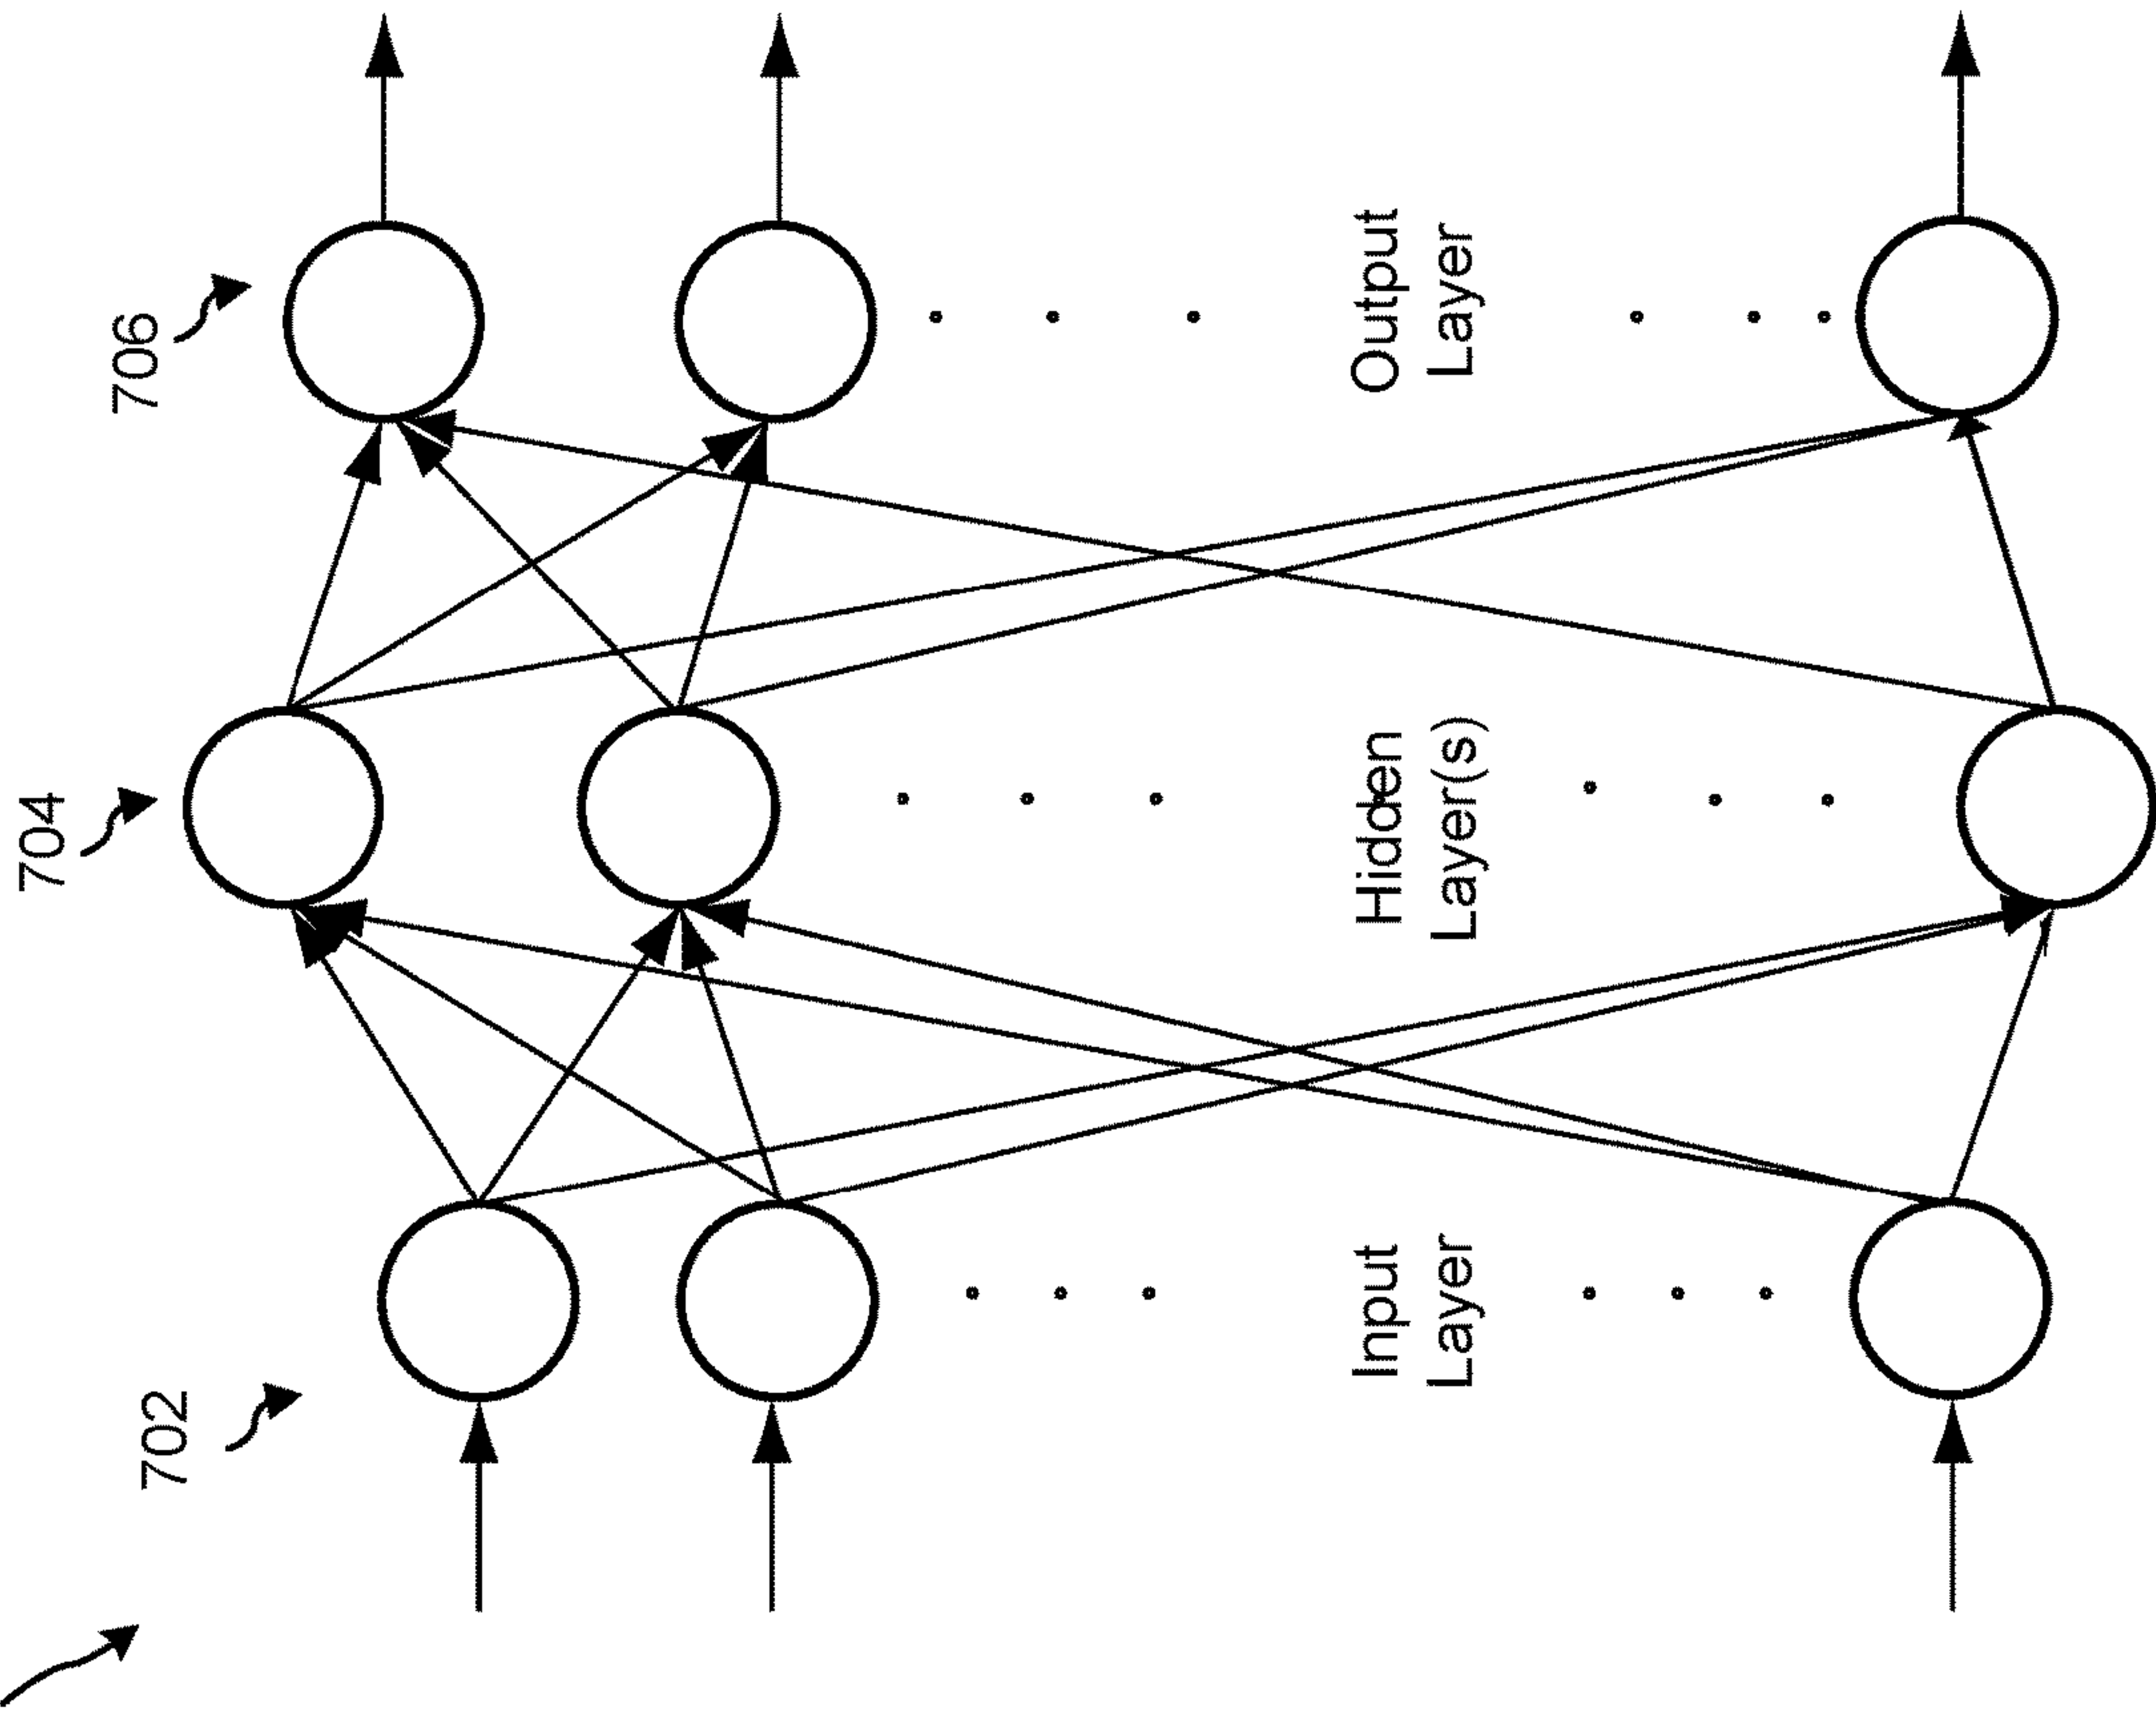 702
704
706
Input
Layer
Hidden
Layer(s)
Output
Layer